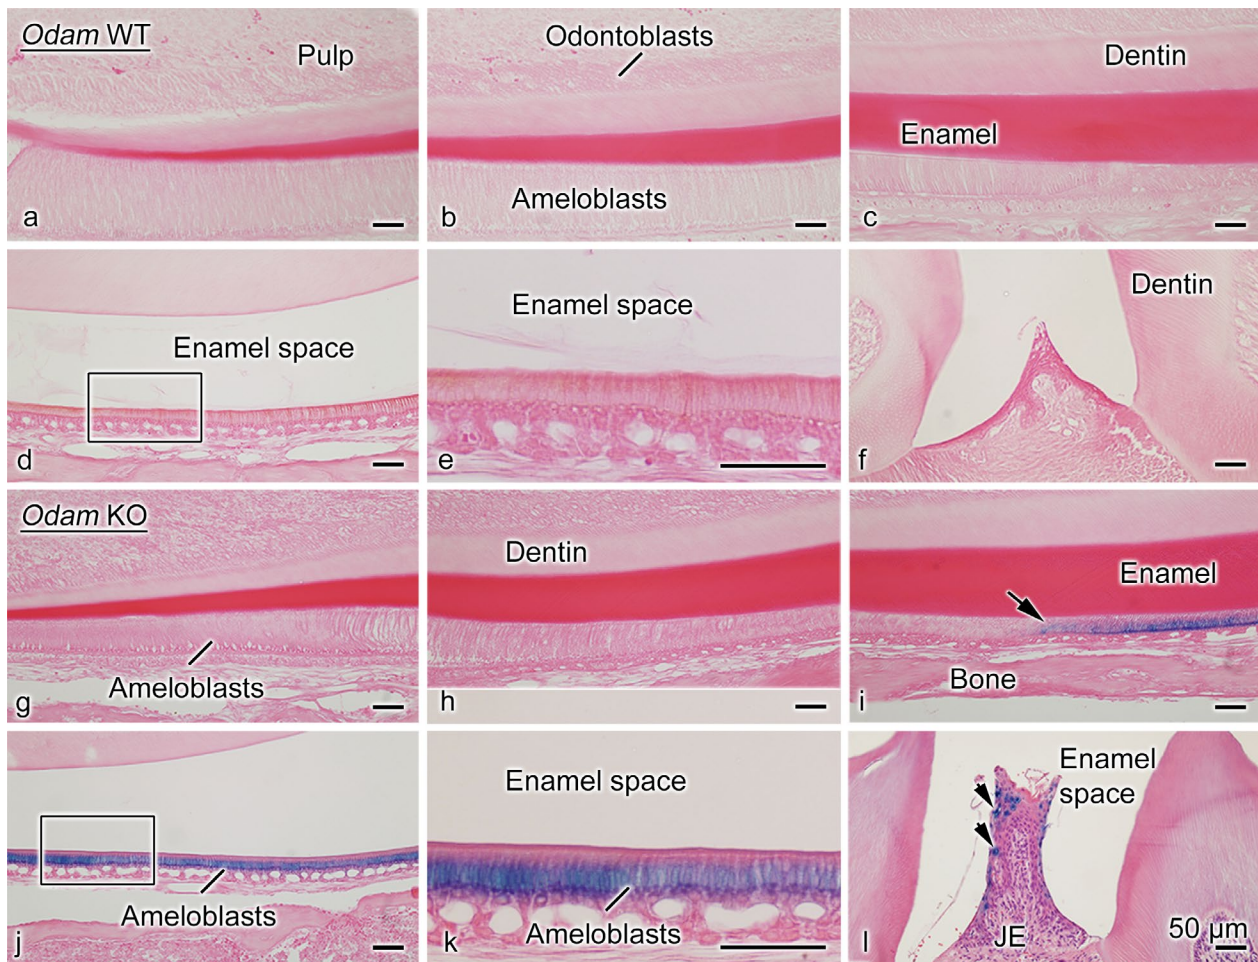 Odam WT
Pulp
a
Odontoblasts
Ameloblasts
b
Dentin
Enamel
c
Enamel space
d
Enamel space
e
Dentin
f
Odam KO
Ameloblasts
g
Dentin
h
Enamel
Bone
i
Ameloblasts
j
Enamel space
Ameloblasts
k
Enamel
space
JE
50 µm
l